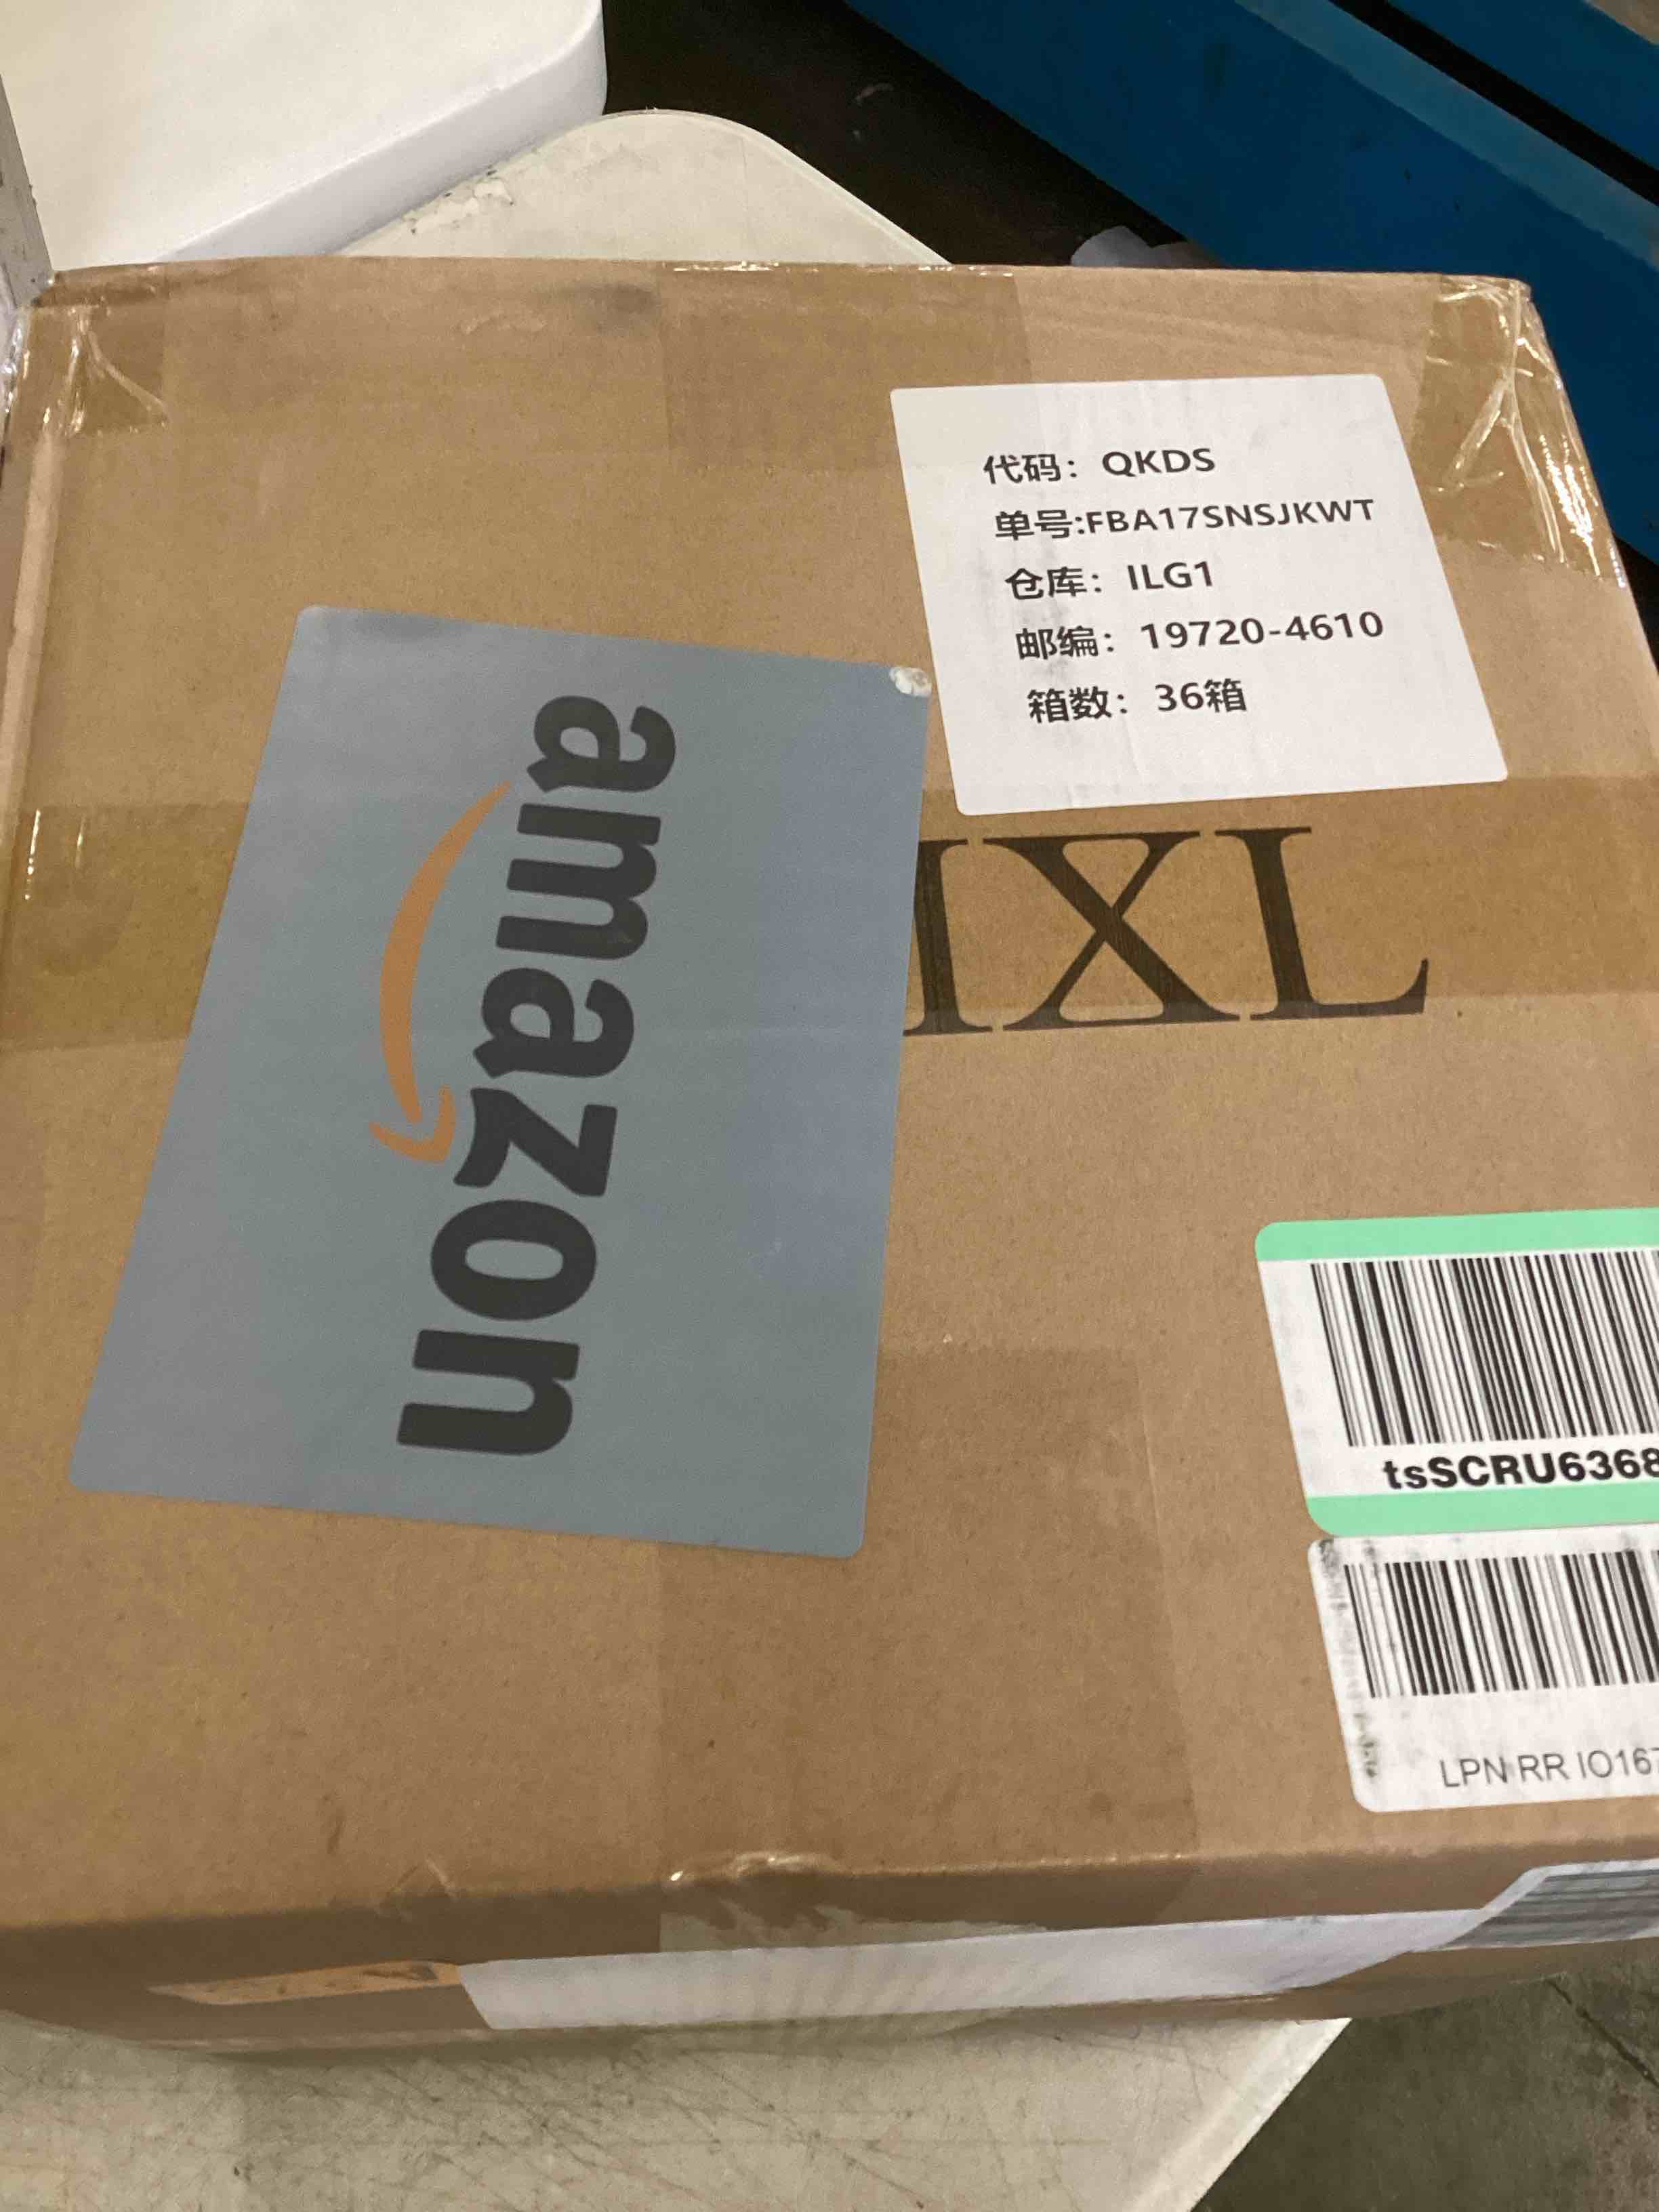 代码：QKDS
单号:FBA17SNSJKWT
仓库：ILG1
邮编：19720-4610
箱数：36箱
amazon
XL
tsSCRU6368
LPN RR IO167